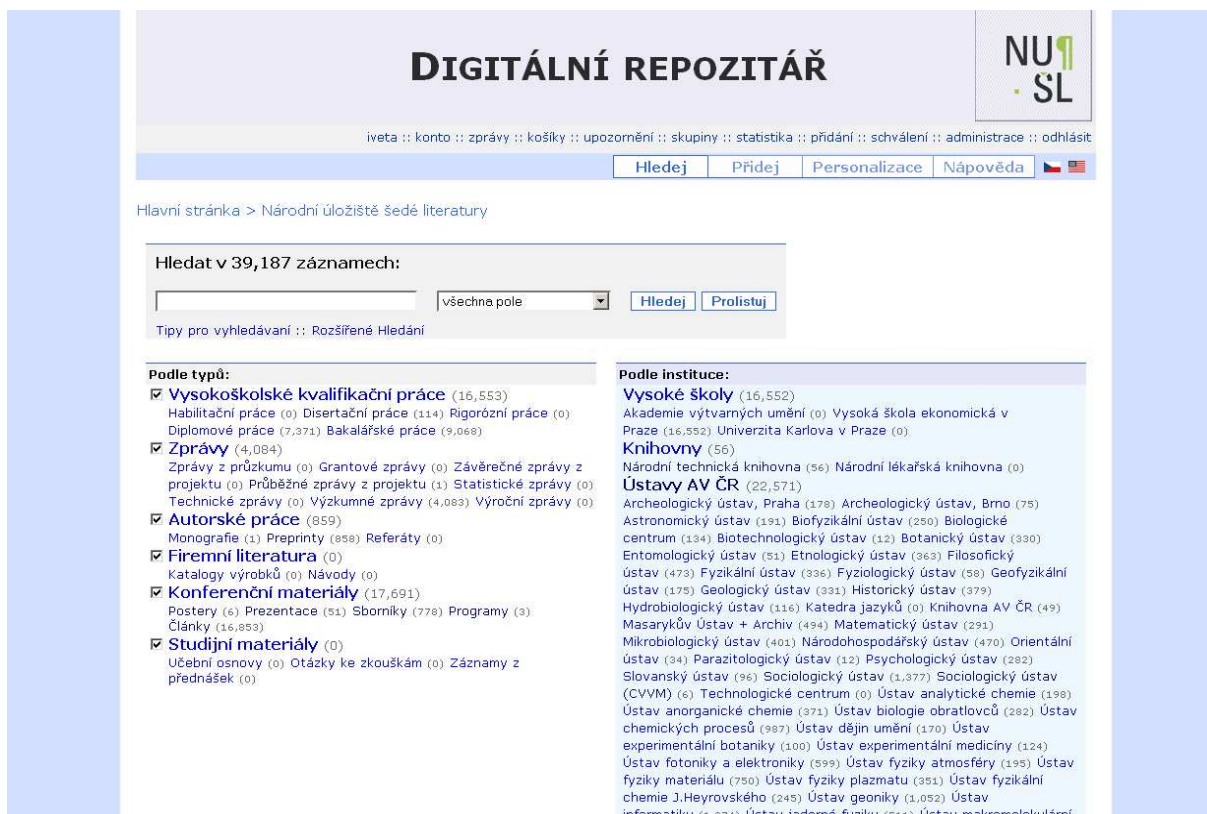 DIGITÁLNÍ REPOZITÁŘ
NU¶
· ŠL
iveta :: konto :: zprávy :: košíky :: upozornění :: skupiny :: statistika :: přidání :: schválení :: administrace :: odhlásit
Hledej Přidej Personalizace Nápověda
Hlavní stránka > Národní úložiště šedé literatury
Hledat v 39,187 záznamech:
všechna pole Hledej Prolistuj
Tipy pro vyhledávaní :: Rozšířené Hledání
Podle typů:
Vysokoškolské kvalifikační práce (16,553)
Habilitační práce (0) Disertační práce (114) Rigorózní práce (0)
Diplomové práce (7,371) Bakalářské práce (9,068)
Zprávy (4,084)
Zprávy z průzkumu (0) Grantové zprávy (0) Závěrečné zprávy z
projektu (0) Průběžné zprávy z projektu (1) Statistické zprávy (0)
Technické zprávy (0) Výzkumné zprávy (4,083) Výroční zprávy (0)
Autorské práce (859)
Monografie (1) Preprinty (858) Referáty (0)
Firemní literatura (0)
Katalogy výrobků (0) Návody (0)
Konferenční materiály (17,691)
Postery (6) Prezentace (51) Sborníky (778) Programy (3)
Články (16,853)
Studijní materiály (0)
Učební osnovy (0) Otázky ke zkouškám (0) Záznamy z
přednášek (0)
Podle instituce:
Vysoké školy (16,552)
Akademie výtvarných umění (0) Vysoká škola ekonomická v
Praze (16,552) Univerzita Karlova v Praze (0)
Knihovny (56)
Národní technická knihovna (56) Národní lékařská knihovna (0)
Ústavy AV ČR (22,571)
Archeologický ústav, Praha (178) Archeologický ústav, Brno (75)
Astronomický ústav (191) Biofyzikální ústav (250) Biologické
centrum (134) Biotechnologický ústav (12) Botanický ústav (330)
Entomologický ústav (51) Etnologický ústav (363) Filosofický
ústav (473) Fyzikální ústav (336) Fyziologický ústav (58) Geofyzikální
ústav (175) Geologický ústav (331) Historický ústav (379)
Hydrobiologický ústav (116) Katedra jazyků (0) Knihovna AV ČR (49)
Masarykův Ústav + Archiv (494) Matematický ústav (291)
Mikrobiologický ústav (401) Národohospodářský ústav (470) Orientální
ústav (34) Parazitologický ústav (12) Psychologický ústav (282)
Slovanský ústav (96) Sociologický ústav (1,377) Sociologický ústav
(CVVM) (6) Technologické centrum (0) Ústav analytické chemie (198)
Ústav anorganické chemie (371) Ústav biologie obratlovců (282) Ústav
chemických procesů (987) Ústav dějin umění (170) Ústav
experimentální botaniky (100) Ústav experimentální medicíny (124)
Ústav fotoniky a elektroniky (599) Ústav fyziky atmosféry (195) Ústav
fyziky materiálu (750) Ústav fyziky plazmatu (351) Ústav fyzikální
chemie J.Heyrovského (245) Ústav geoniky (1,052) Ústav